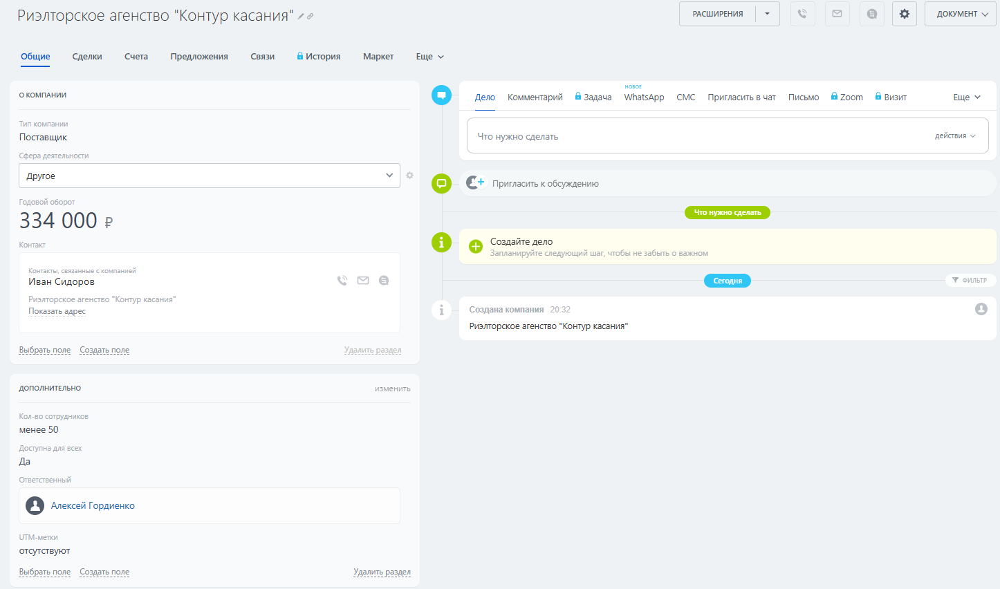 Риэлторское агенство "Контур касания"
РАСШИРЕНИЯ
ДОКУМЕНТ
Общие Сделки Счета Предложения Связи История Маркет Еще
О КОМПАНИИ
Тип компании
Поставщик
Сфера деятельности
Другое
Годовой оборот
334 000 ₽
Контакт
Контакты, связанные с компанией
Иван Сидоров
Риэлторское агенство "Контур касания"
Показать адрес
Выбрать поле Создать поле Удалить раздел
ДОПОЛНИТЕЛЬНО изменить
Кол-во сотрудников
менее 50
Доступна для всех
Да
Ответственный
Алексей Гордиенко
UTM-метки
отсутствуют
Выбрать поле Создать поле Удалить раздел
НОВОЕ
Дело Комментарий Задача WhatsApp СМС Пригласить в чат Письмо Zoom Визит Еще
Что нужно сделать действия
Пригласить к обсуждению
Что нужно сделать
Создайте дело
Запланируйте следующий шаг, чтобы не забыть о важном
Сегодня ФИЛЬТР
Создана компания 20:32
Риэлторское агенство "Контур касания"